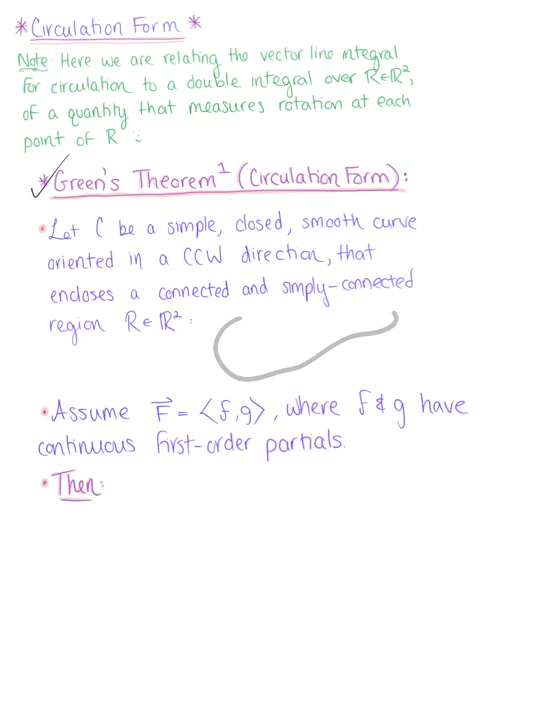 *Circulation Form*
Note: Here we are relating the vector line integral
for circulation to a double integral over R∈ℝ²,
of a quantity that measures rotation at each
point of R :
*Green's Theorem¹ (Circulation Form):
• Let C be a simple, closed, smooth curve
oriented in a CCW direction, that
encloses a connected and simply-connected
region R∈ℝ² :
• Assume F⃗ = ⟨f,g⟩, where f & g have
continuous first-order partials.
• Then: